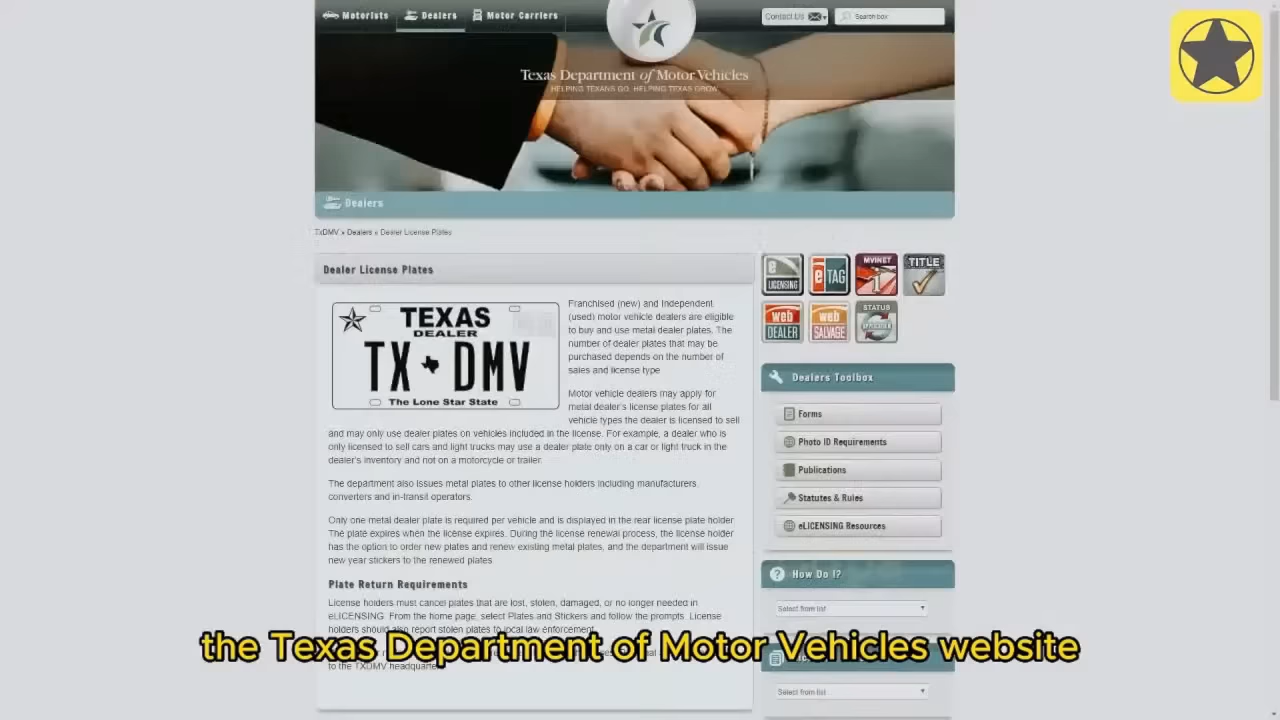 Motorists
Dealers
Motor Carriers
Contact Us
Search box
Texas Department of Motor Vehicles
HELPING TEXANS GO. HELPING TEXAS GROW.
Dealers
TxDMV » Dealers » Dealer License Plates
Dealer License Plates
TEXAS
DEALER
TX DMV
The Lone Star State
Franchised (new) and Independent
(used) motor vehicle dealers are eligible
to buy and use metal dealer plates. The
number of dealer plates that may be
purchased depends on the number of
sales and license type
Motor vehicle dealers may apply for
metal dealer's license plates for all
vehicle types the dealer is licensed to sell
and may only use dealer plates on vehicles included in the license. For example, a dealer who is
only licensed to sell cars and light trucks may use a dealer plate only on a car or light truck in the
dealer's inventory and not on a motorcycle or trailer.
The department also issues metal plates to other license holders including manufacturers,
converters and in-transit operators.
Only one metal dealer plate is required per vehicle and is displayed in the rear license plate holder
The plate expires when the license expires. During the license renewal process, the license holder
has the option to order new plates and renew existing metal plates, and the department will issue
new year stickers to the renewed plates
Plate Return Requirements
License holders must cancel plates that are lost, stolen, damaged, or no longer needed in
eLICENSING. From the home page, select Plates and Stickers and follow the prompts. License
holders should also report stolen plates to local law enforcement.
to the TxDMV headquarters
e LICENSING
e TAG
MVINET
TITLE
web DEALER
web SALVAGE
STATUS
APPLICATION
Dealers Toolbox
Forms
Photo ID Requirements
Publications
Statutes & Rules
eLICENSING Resources
How Do I?
Select from list
Select from list
the Texas Department of Motor Vehicles website